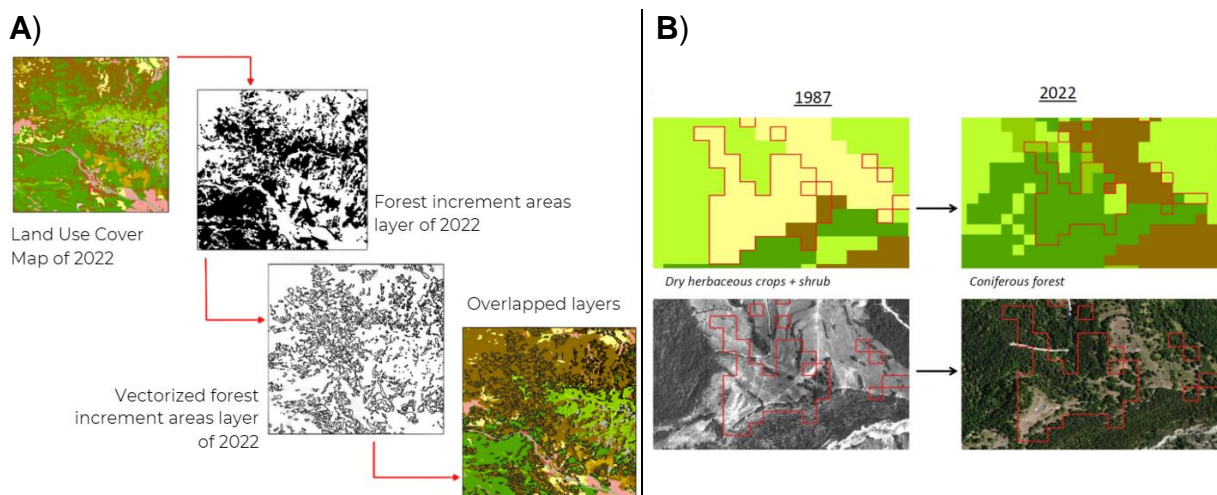 A)
Land Use Cover
Map of 2022
Forest increment areas
layer of 2022
Vectorized forest
increment areas layer
of 2022
Overlapped layers
B)
1987
2022
Dry herbaceous crops + shrub
Coniferous forest